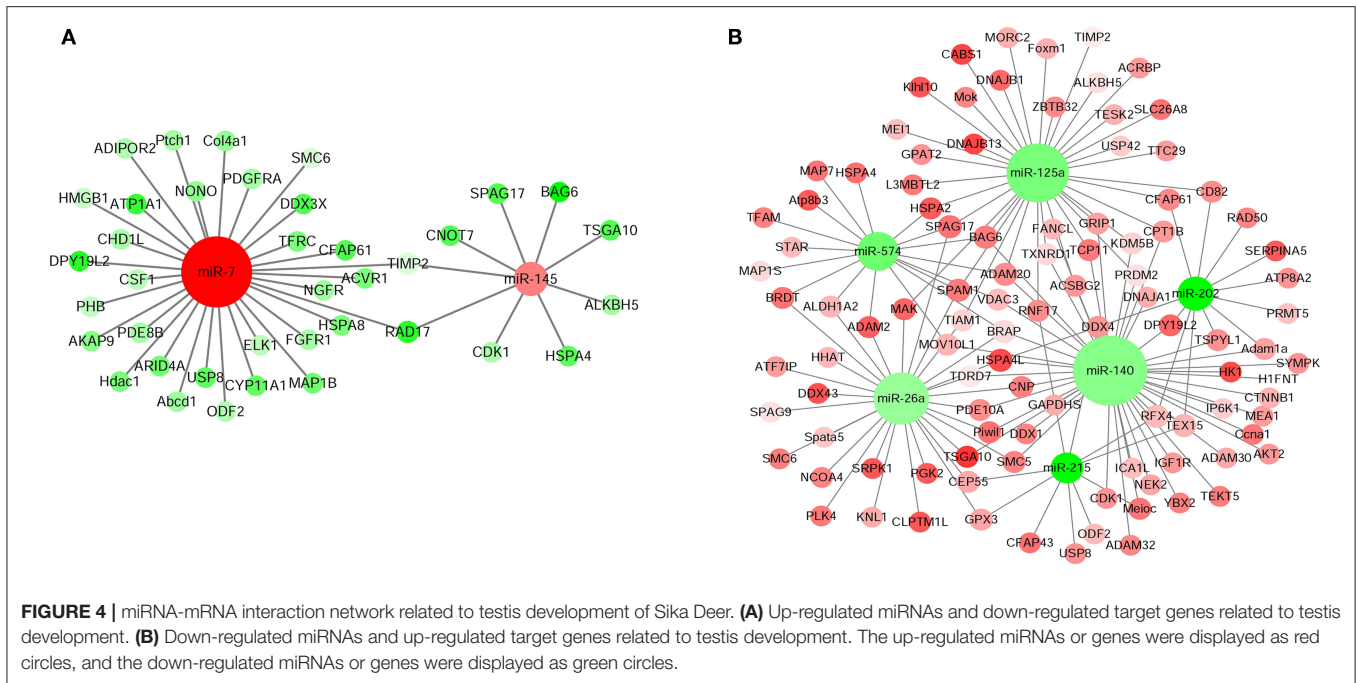 A
B
ADIPOR2
Ptch1
Col4a1
SMC6
HMGB1
NONO
PDGFRA
ATP1A1
DDX3X
CHD1L
TFRC
CFAP61
DPY19L2
miR-7
TIMP2
CSF1
ACVR1
NGFR
PHB
HSPA8
PDE8B
AKAP9
FGFR1
RAD17
ELK1
ARID4A
Hdac1
USP8
CYP11A1
MAP1B
Abcd1
ODF2
SPAG17
BAG6
CNOT7
TSGA10
miR-145
ALKBH5
CDK1
HSPA4
MORC2
Foxm1
TIMP2
CABS1
DNAJB1
ALKBH5
ACRBP
Klhl10
Mok
ZBTB32
TESK2
SLC26A8
MEI1
DNAJB13
USP42
TTC29
GPAT2
MAP7
HSPA4
L3MBTL2
miR-125a
Atp8b3
HSPA2
CFAP61
CD82
TFAM
SPAG17
BAG6
FANCL
GRIP1
RAD50
STAR
miR-574
TXNRD1
TCP11
KDM5B
CPT1B
SERPINA5
MAP1S
ADAM20
PRDM2
ATP8A2
BRDT
ALDH1A2
SPAM1
VDAC3
ACSBG2
DNAJA1
miR-202
MAK
RNF17
PRMT5
ADAM2
TIAM1
BRAP
DDX4
DPY19L2
MOV10L1
TSPYL1
Adam1a
ATF7IP
HHAT
HSPA4L
miR-140
SYMPK
TDRD7
HK1
H1FNT
DDX43
CNP
CTNNB1
miR-26a
SPAG9
PDE10A
GAPDHS
IP6K1
MEA1
RFX4
TEX15
Spata5
Piwil1
DDX1
Ccna1
SMC6
TSGA10
SMC5
miR-215
ADAM30
AKT2
NCOA4
SRPK1
PGK2
CEP55
ICA1L
IGF1R
NEK2
CDK1
TEKT5
PLK4
KNL1
CLPTM1L
GPX3
Meioc
YBX2
CFAP43
ODF2
USP8
ADAM32
FIGURE 4 | miRNA-mRNA interaction network related to testis development of Sika Deer. (A) Up-regulated miRNAs and down-regulated target genes related to testis
development. (B) Down-regulated miRNAs and up-regulated target genes related to testis development. The up-regulated miRNAs or genes were displayed as red
circles, and the down-regulated miRNAs or genes were displayed as green circles.